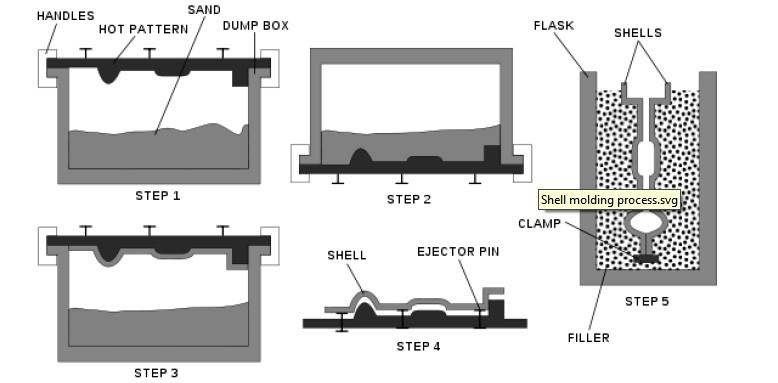 HANDLES
HOT PATTERN
SAND
DUMP BOX
STEP 1
STEP 2
STEP 3
SHELL
EJECTOR PIN
STEP 4
FLASK
SHELLS
Shell molding process.svg
CLAMP
STEP 5
FILLER